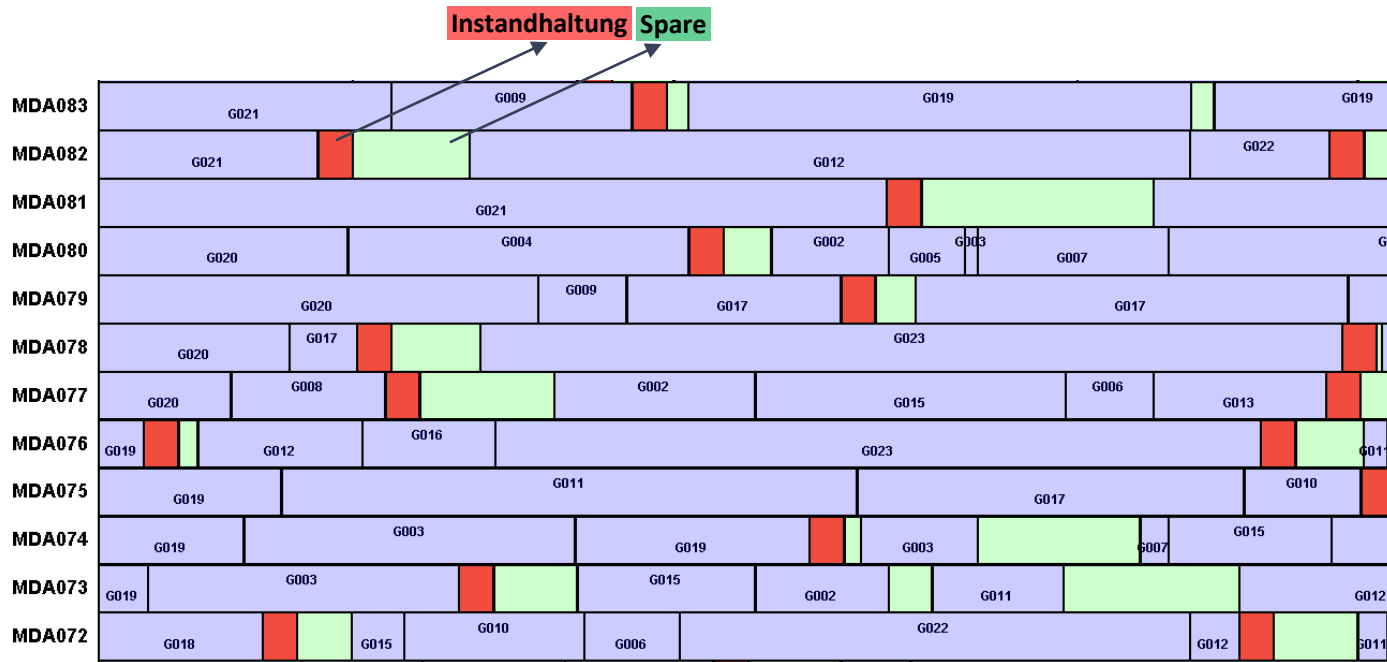 Instandhaltung Spare
MDA083 G021 G009 G019 G019
MDA082 G021 G012 G022
MDA081 G021
MDA080 G020 G004 G002 G005 G003 G007
MDA079 G020 G009 G017 G017
MDA078 G020 G017 G023
MDA077 G020 G008 G002 G015 G006 G013
MDA076 G019 G012 G016 G023 G011
MDA075 G019 G011 G017 G010
MDA074 G019 G003 G019 G003 G007 G015
MDA073 G019 G003 G015 G002 G011 G012
MDA072 G018 G015 G010 G006 G022 G012 G011